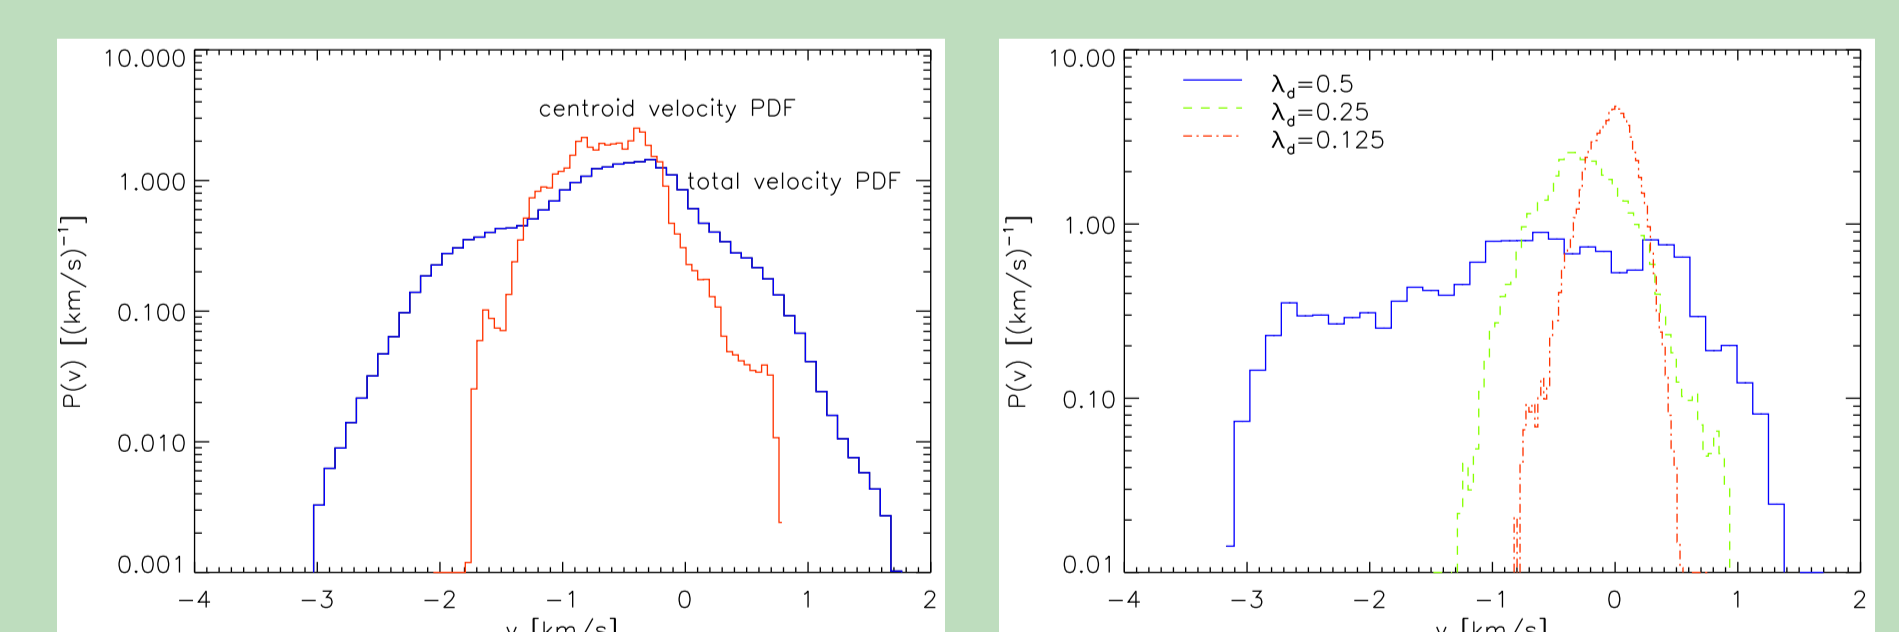 10.000
1.000
0.100
0.010
0.001
P(v) [(km/s)⁻¹]
centroid velocity PDF
total velocity PDF
−4 −3 −2 −1 0 1 2
v [km/s]
10.00
1.00
0.10
0.01
P(v) [(km/s)⁻¹]
λd=0.5
λd=0.25
λd=0.125
−4 −3 −2 −1 0 1 2
v [km/s]